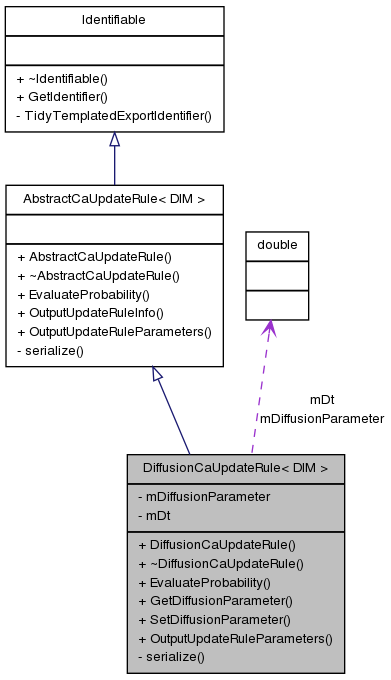 Identifiable
+ ~Identifiable()
+ GetIdentifier()
- TidyTemplatedExportIdentifier()
AbstractCaUpdateRule< DIM >
+ AbstractCaUpdateRule()
+ ~AbstractCaUpdateRule()
+ EvaluateProbability()
+ OutputUpdateRuleInfo()
+ OutputUpdateRuleParameters()
- serialize()
double
mDt
mDiffusionParameter
DiffusionCaUpdateRule< DIM >
- mDiffusionParameter
- mDt
+ DiffusionCaUpdateRule()
+ ~DiffusionCaUpdateRule()
+ EvaluateProbability()
+ GetDiffusionParameter()
+ SetDiffusionParameter()
+ OutputUpdateRuleParameters()
- serialize()